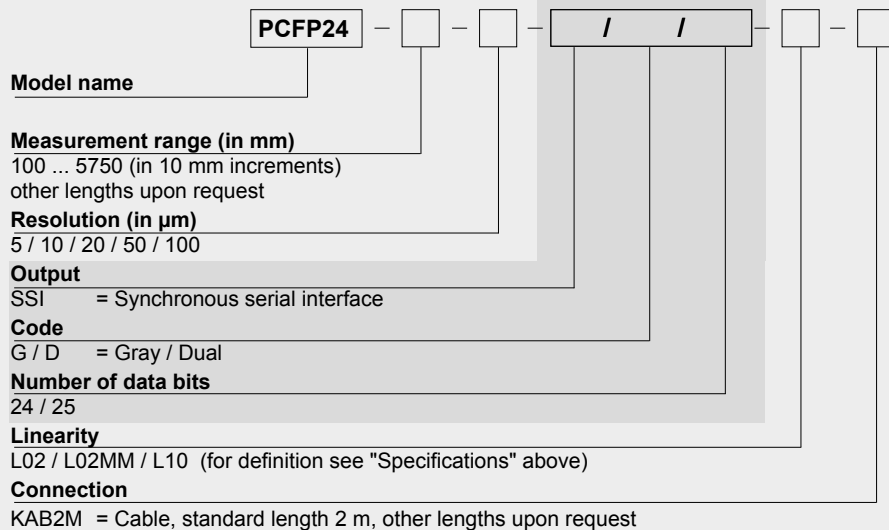 PCFP24 – – – / / – –
Model name
Measurement range (in mm)
100 ... 5750 (in 10 mm increments)
other lengths upon request
Resolution (in µm)
5 / 10 / 20 / 50 / 100
Output
SSI = Synchronous serial interface
Code
G / D = Gray / Dual
Number of data bits
24 / 25
Linearity
L02 / L02MM / L10 (for definition see "Specifications" above)
Connection
KAB2M = Cable, standard length 2 m, other lengths upon request